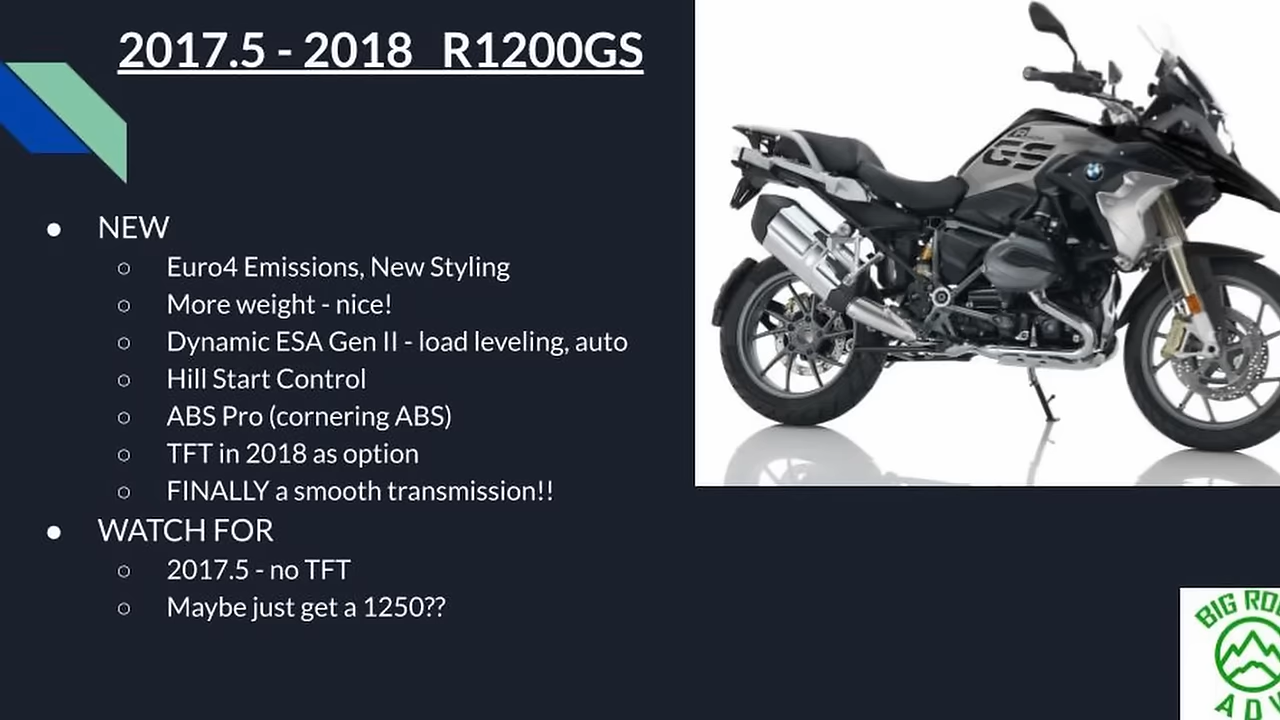 2017.5 - 2018 R1200GS
● NEW
○ Euro4 Emissions, New Styling
○ More weight - nice!
○ Dynamic ESA Gen II - load leveling, auto
○ Hill Start Control
○ ABS Pro (cornering ABS)
○ TFT in 2018 as option
○ FINALLY a smooth transmission!!
● WATCH FOR
○ 2017.5 - no TFT
○ Maybe just get a 1250??
GS
BIG